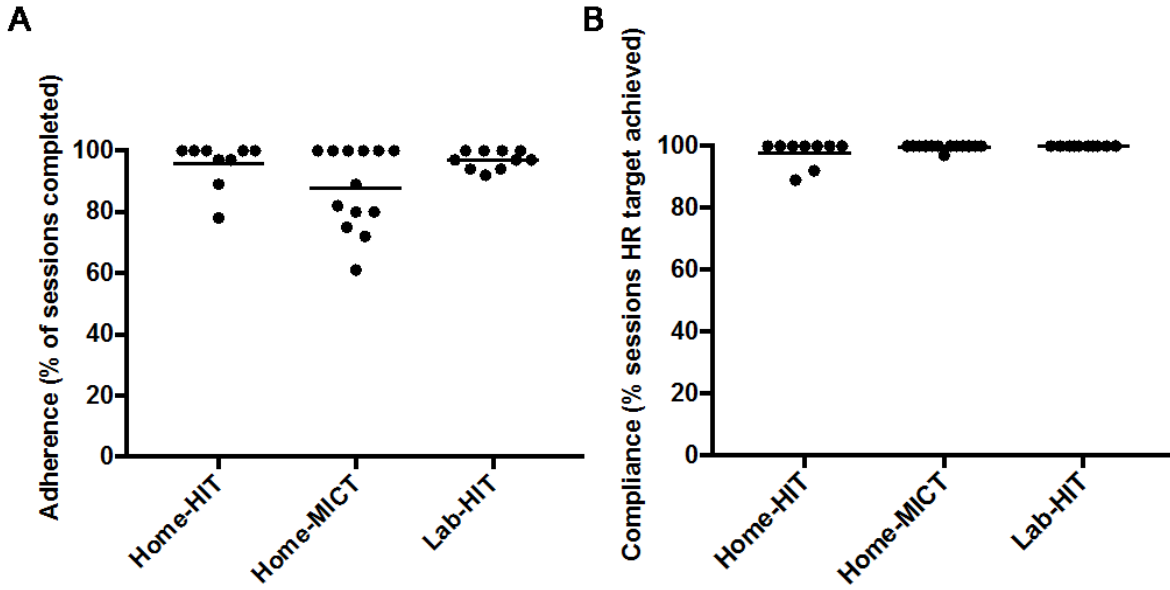 A
Adherence (% of sessions completed)
100
80
60
40
20
0
Home-HIT
Home-MICT
Lab-HIT
B
Compliance (% sessions HR target achieved)
100
80
60
40
20
0
Home-HIT
Home-MICT
Lab-HIT